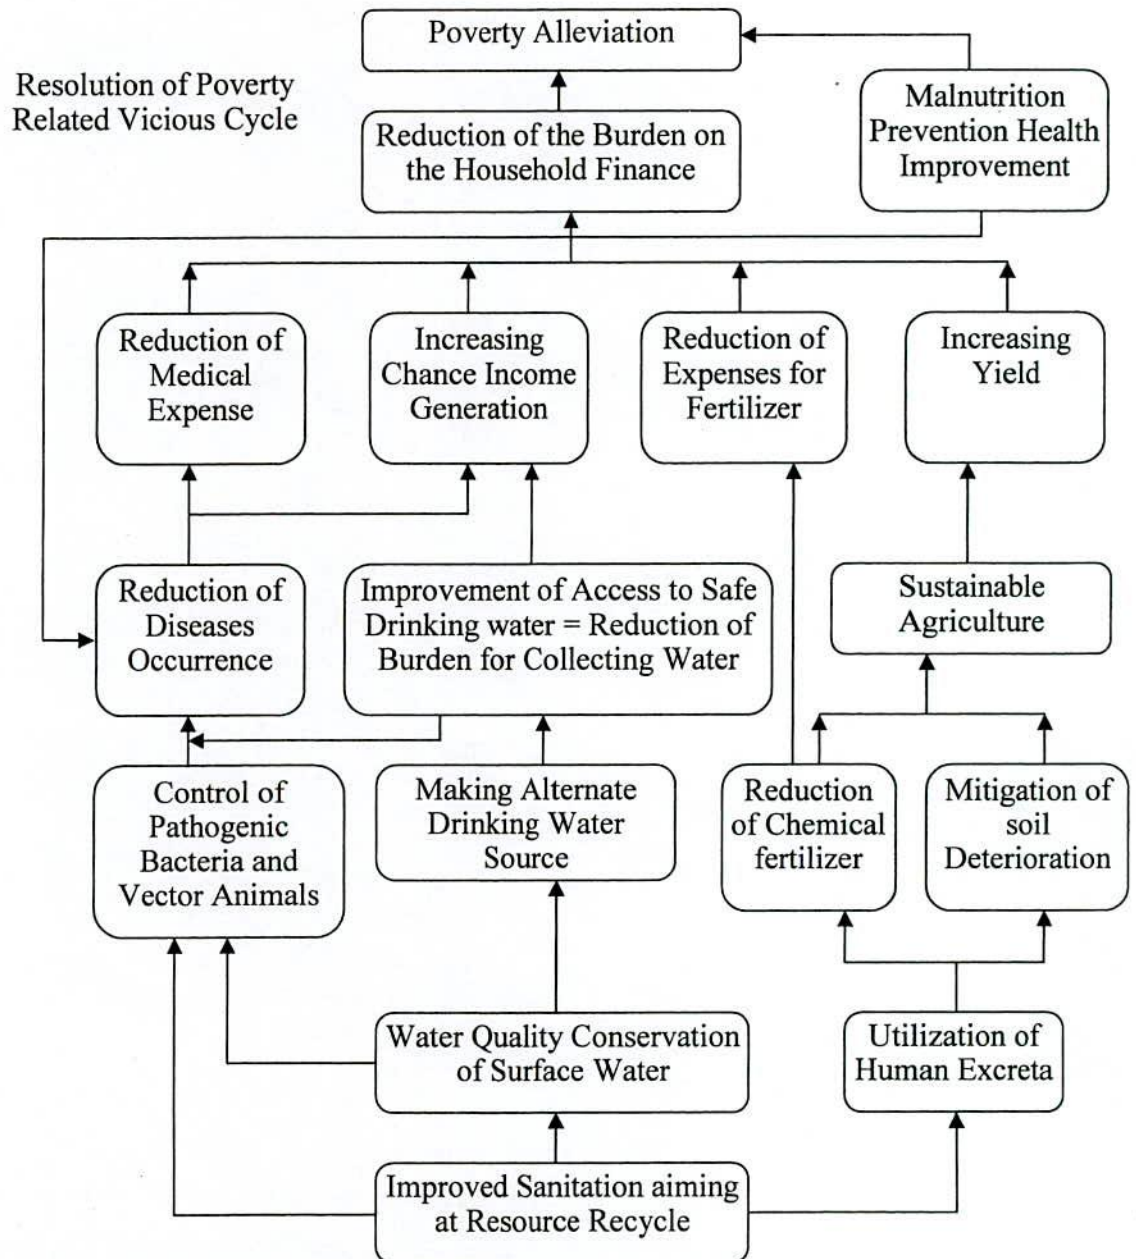 Poverty Alleviation
Resolution of Poverty
Related Vicious Cycle
Reduction of the Burden on
the Household Finance
Malnutrition
Prevention Health
Improvement
Reduction of
Medical
Expense
Increasing
Chance Income
Generation
Reduction of
Expenses for
Fertilizer
Increasing
Yield
Reduction of
Diseases
Occurrence
Improvement of Access to Safe
Drinking water = Reduction of
Burden for Collecting Water
Sustainable
Agriculture
Control of
Pathogenic
Bacteria and
Vector Animals
Making Alternate
Drinking Water
Source
Reduction
of Chemical
fertilizer
Mitigation of
soil
Deterioration
Water Quality Conservation
of Surface Water
Utilization of
Human Excreta
Improved Sanitation aiming
at Resource Recycle